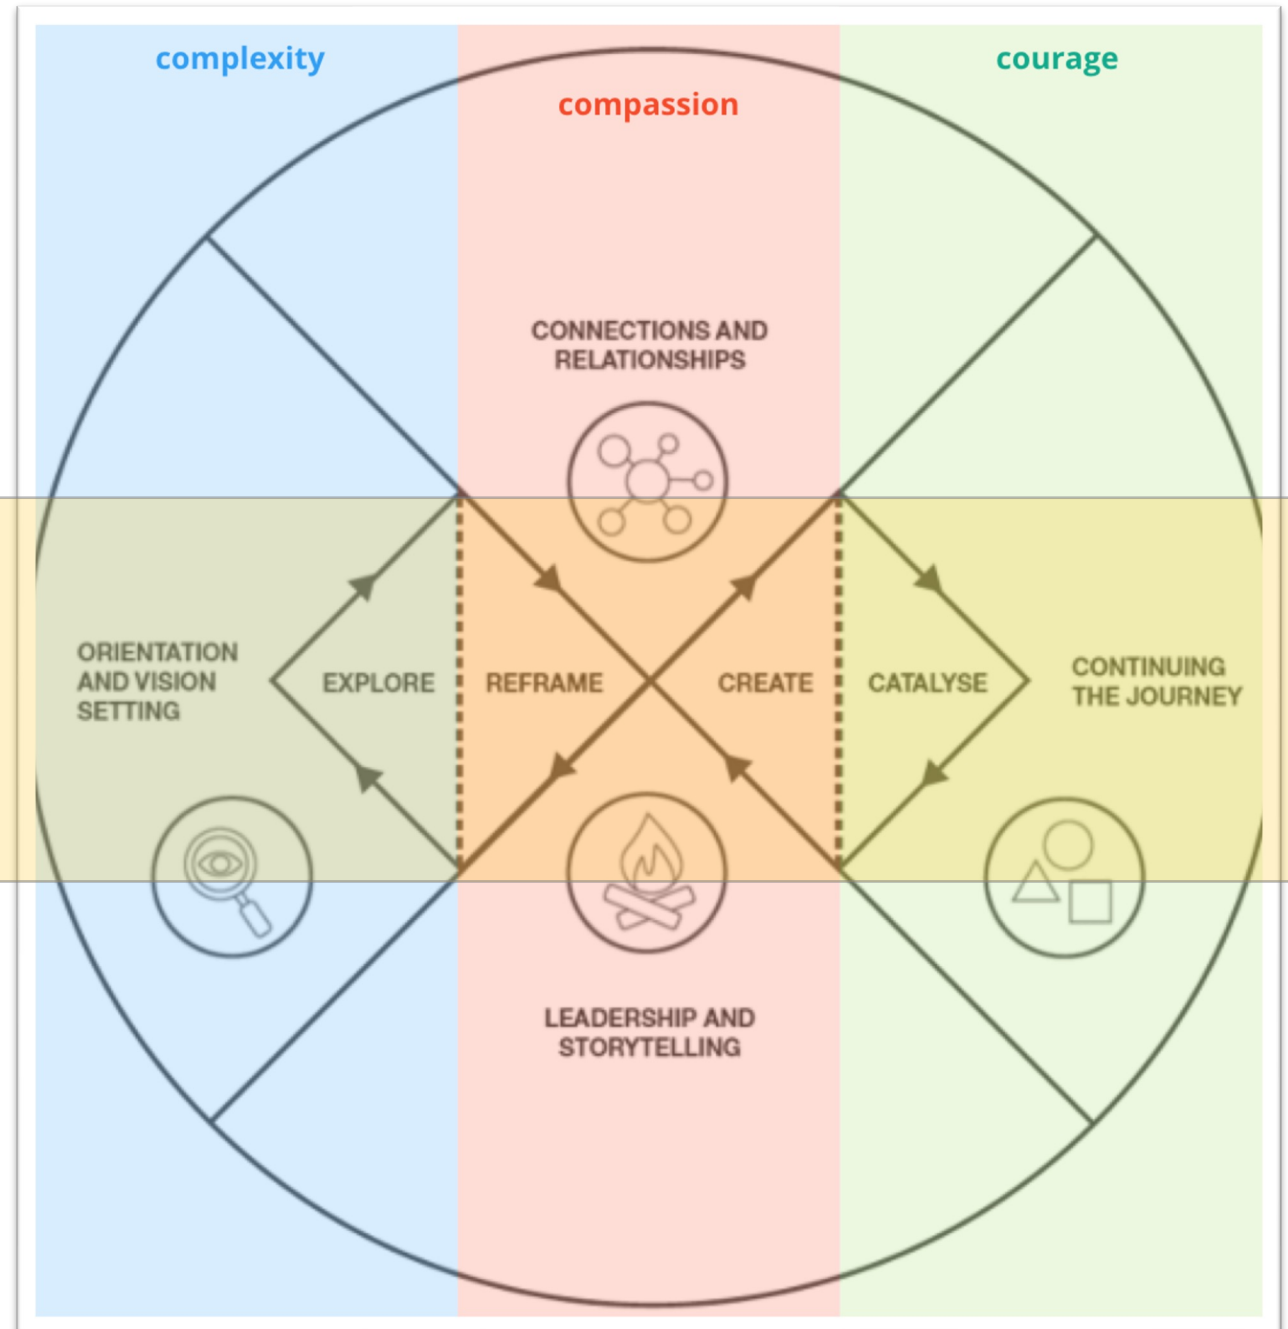 complexity
compassion
courage
CONNECTIONS AND
RELATIONSHIPS
ORIENTATION
AND VISION
SETTING
EXPLORE
REFRAME
CREATE
CATALYSE
CONTINUING
THE JOURNEY
LEADERSHIP AND
STORYTELLING